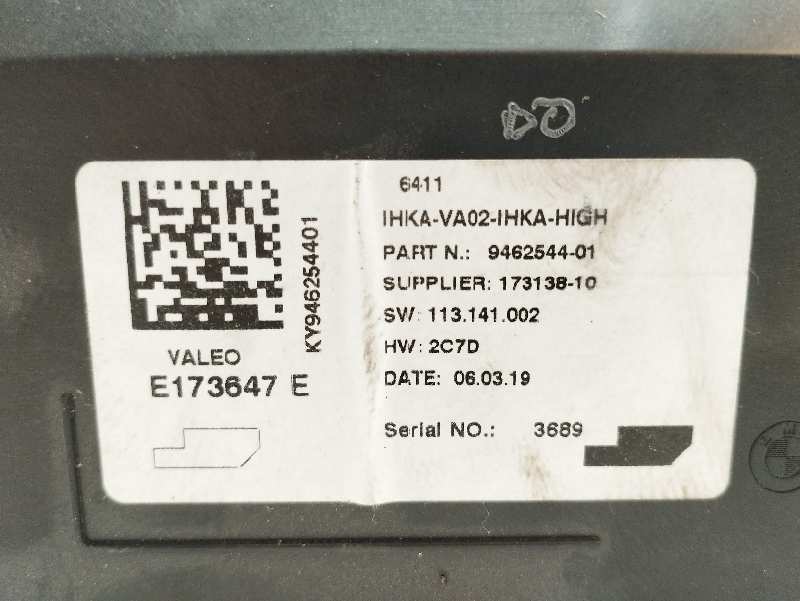 6411
IHKA-VA02-IHKA-HIGH
PART N.: 9462544-01
SUPPLIER: 173138-10
SW: 113.141.002
HW: 2C7D
DATE: 06.03.19
Serial NO.: 3689
KY946254401
VALEO
E173647 E